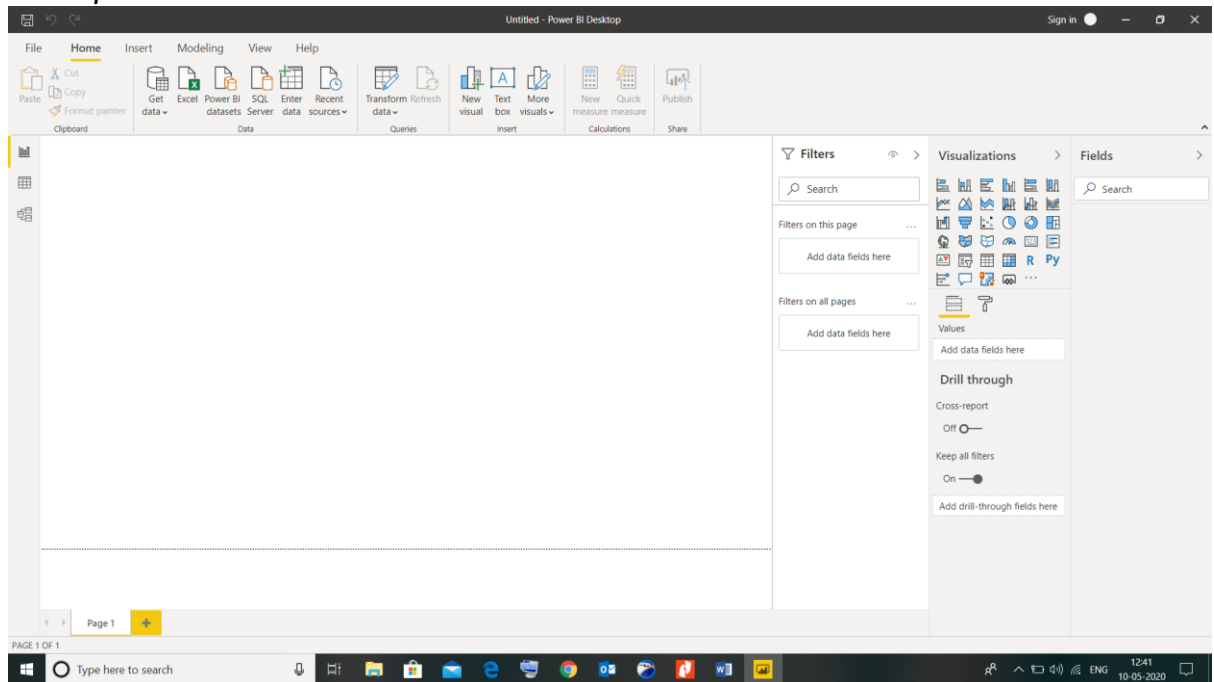 Untitled - Power BI Desktop
Sign in
File Home Insert Modeling View Help
Paste
Cut
Copy
Format painter
Get data
Excel
Power BI datasets
SQL Server
Enter data
Recent sources
Transform data
Refresh
New visual
Text box
More visuals
New measure
Quick measure
Publish
Clipboard
Data
Queries
Insert
Calculations
Share
Filters
Search
Filters on this page
...
Add data fields here
Filters on all pages
...
Add data fields here
Visualizations
R Py
...
Values
Add data fields here
Drill through
Cross-report
Off
Keep all filters
On
Add drill-through fields here
Fields
Search
Page 1
+
PAGE 1 OF 1
Type here to search
ENG
12:41
10-05-2020